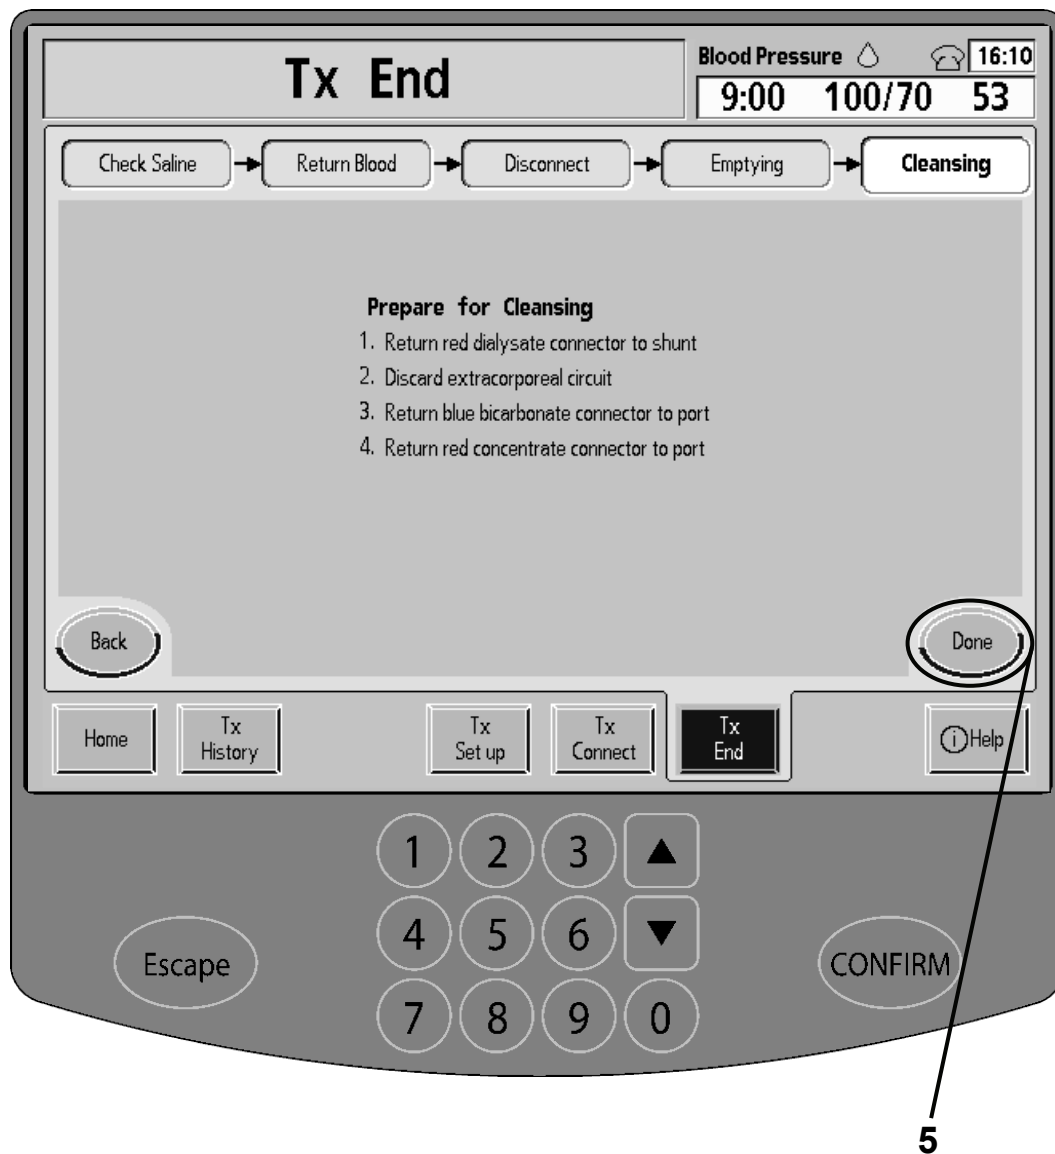 Tx End
Blood Pressure 16:10
9:00 100/70 53
Check Saline Return Blood Disconnect Emptying Cleansing
Prepare for Cleansing
1. Return red dialysate connector to shunt
2. Discard extracorporeal circuit
3. Return blue bicarbonate connector to port
4. Return red concentrate connector to port
Back Done
Home Tx History Tx Set up Tx Connect Tx End iHelp
1 2 3
4 5 6
7 8 9 0
Escape CONFIRM
5